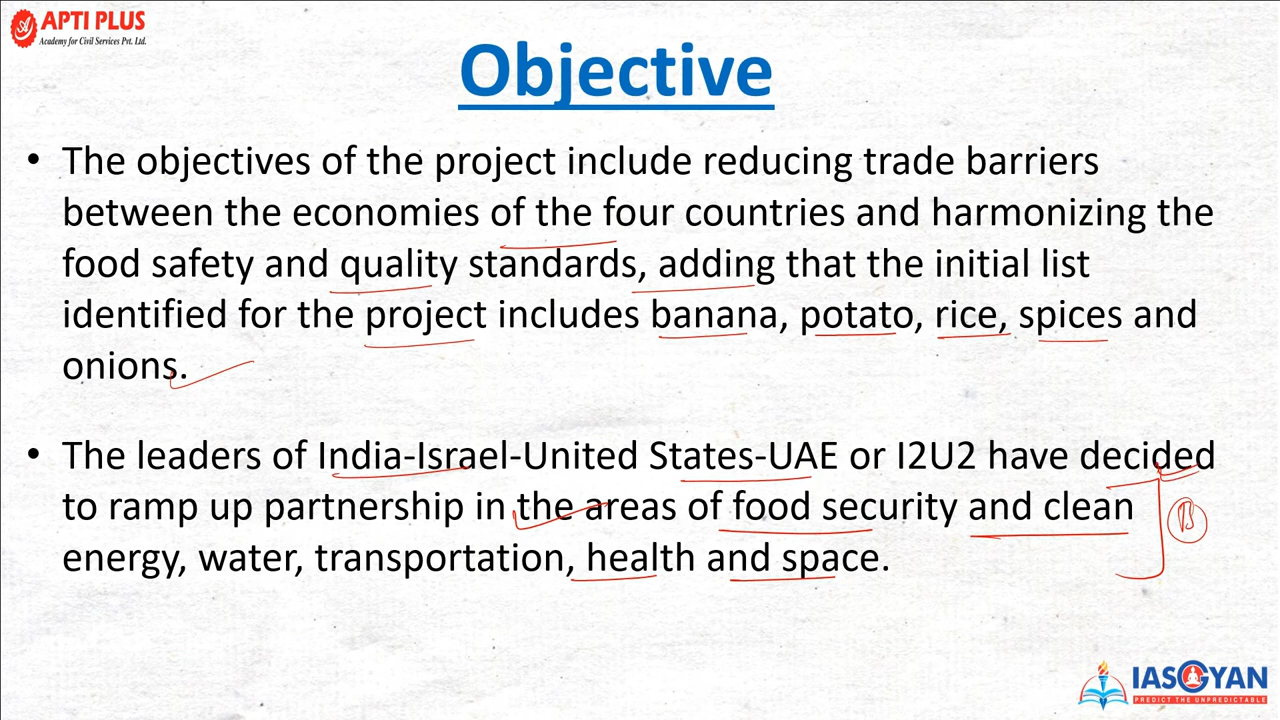 APTI PLUS
Academy for Civil Services Pvt. Ltd.
Objective
• The objectives of the project include reducing trade barriers
between the economies of the four countries and harmonizing the
food safety and quality standards, adding that the initial list
identified for the project includes banana, potato, rice, spices and
onions.
• The leaders of India-Israel-United States-UAE or I2U2 have decided
to ramp up partnership in the areas of food security and clean
energy, water, transportation, health and space.
IASGYAN
PREDICT THE UNPREDICTABLE